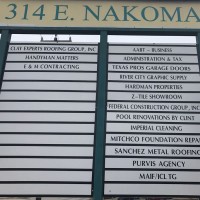 314 E. NAKOMA
CLAY EXPERTS ROOFING GROUP, INC
HANDYMAN MATTERS
E & M CONTRACTING
AABT - BUSINESS
ADMINISTRATION & TAX
TEXAS PROS GARAGE DOORS
RIVER CITY GRAPHIC SUPPLY
HARDMAN PROPERTIES
Z-TILE SHOWROOM
FEDERAL CONSTRUCTION GROUP, INC
POOL RENOVATIONS BY CLINT
IMPERIAL CLEANING
MITCHCO FOUNDATION REPAIR
SANCHEZ METAL ROOFING
PURVIS AGENCY
MAIF/ICL TG